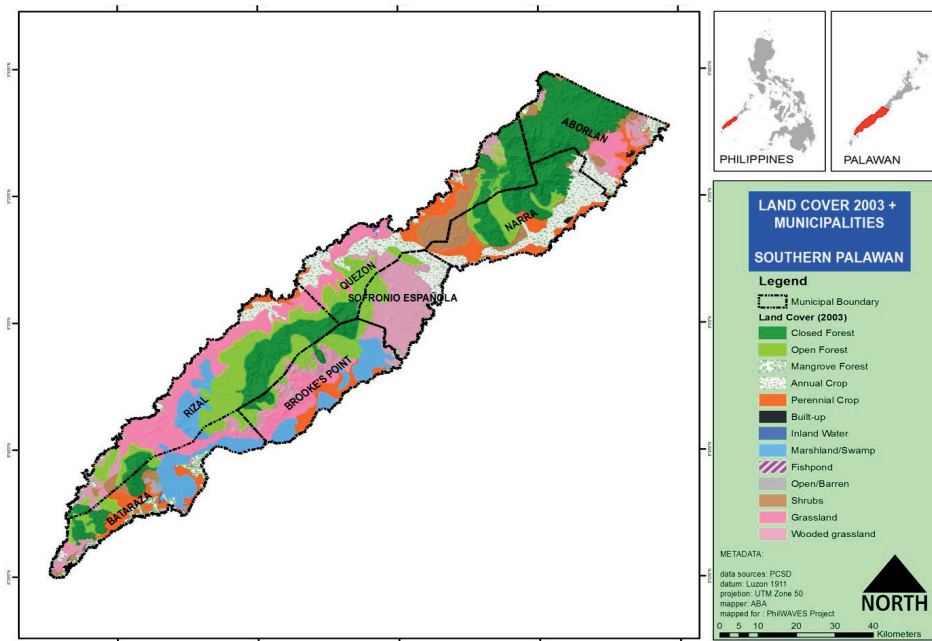 ABORLAN
NARRA
QUEZON
SOFRONIO ESPAÑOLA
BROOKE'S POINT
RIZAL
BATARAZA
PHILIPPINES
PALAWAN
LAND COVER 2003 +
MUNICIPALITIES
SOUTHERN PALAWAN
Legend
Municipal Boundary
Land Cover (2003)
Closed Forest
Open Forest
Mangrove Forest
Annual Crop
Perennial Crop
Built-up
Inland Water
Marshland/Swamp
Fishpond
Open/Barren
Shrubs
Grassland
Wooded grassland
METADATA:
data sources: PCSD
datum: Luzon 1911
projetion: UTM Zone 50
mapper: ABA
mapped for : PhilWAVES Project
NORTH
0 5 10 20 30 40
Kilometers